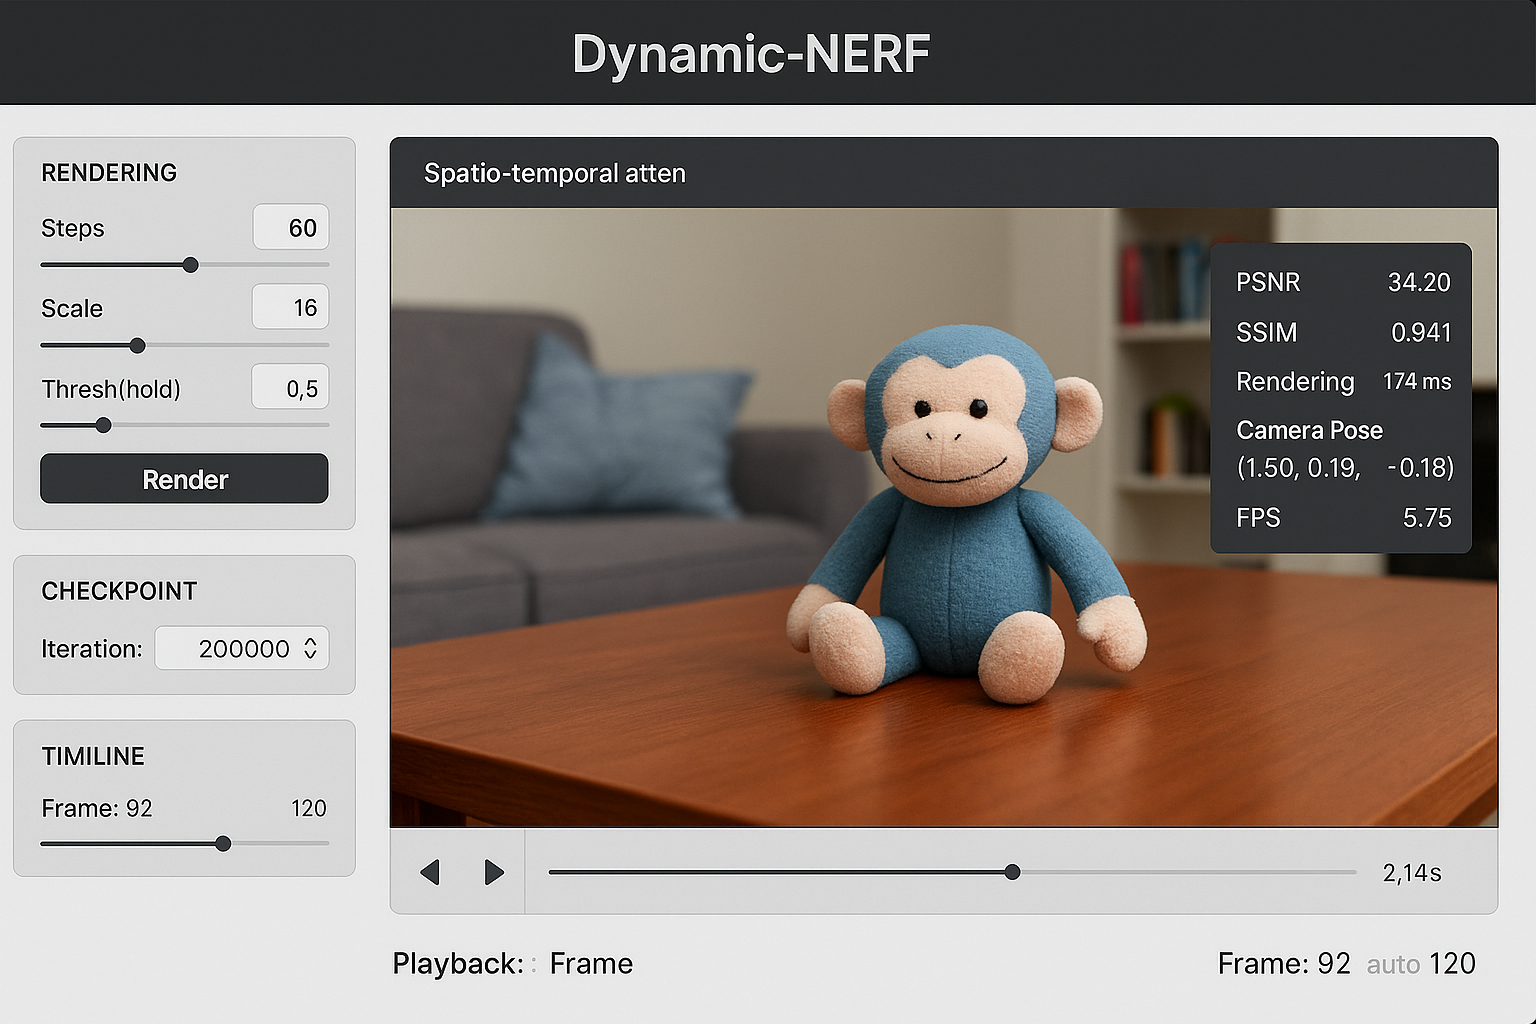 Dynamic-NERF
RENDERING
Steps 60
Scale 16
Thresh(hold) 0,5
Render
CHECKPOINT
Iteration: 200000
TIMILINE
Frame: 92 120
Spatio-temporal atten
PSNR 34.20
SSIM 0.941
Rendering 174 ms
Camera Pose
(1.50, 0.19, -0.18)
FPS 5.75
2,14s
Playback: : Frame
Frame: 92 auto 120